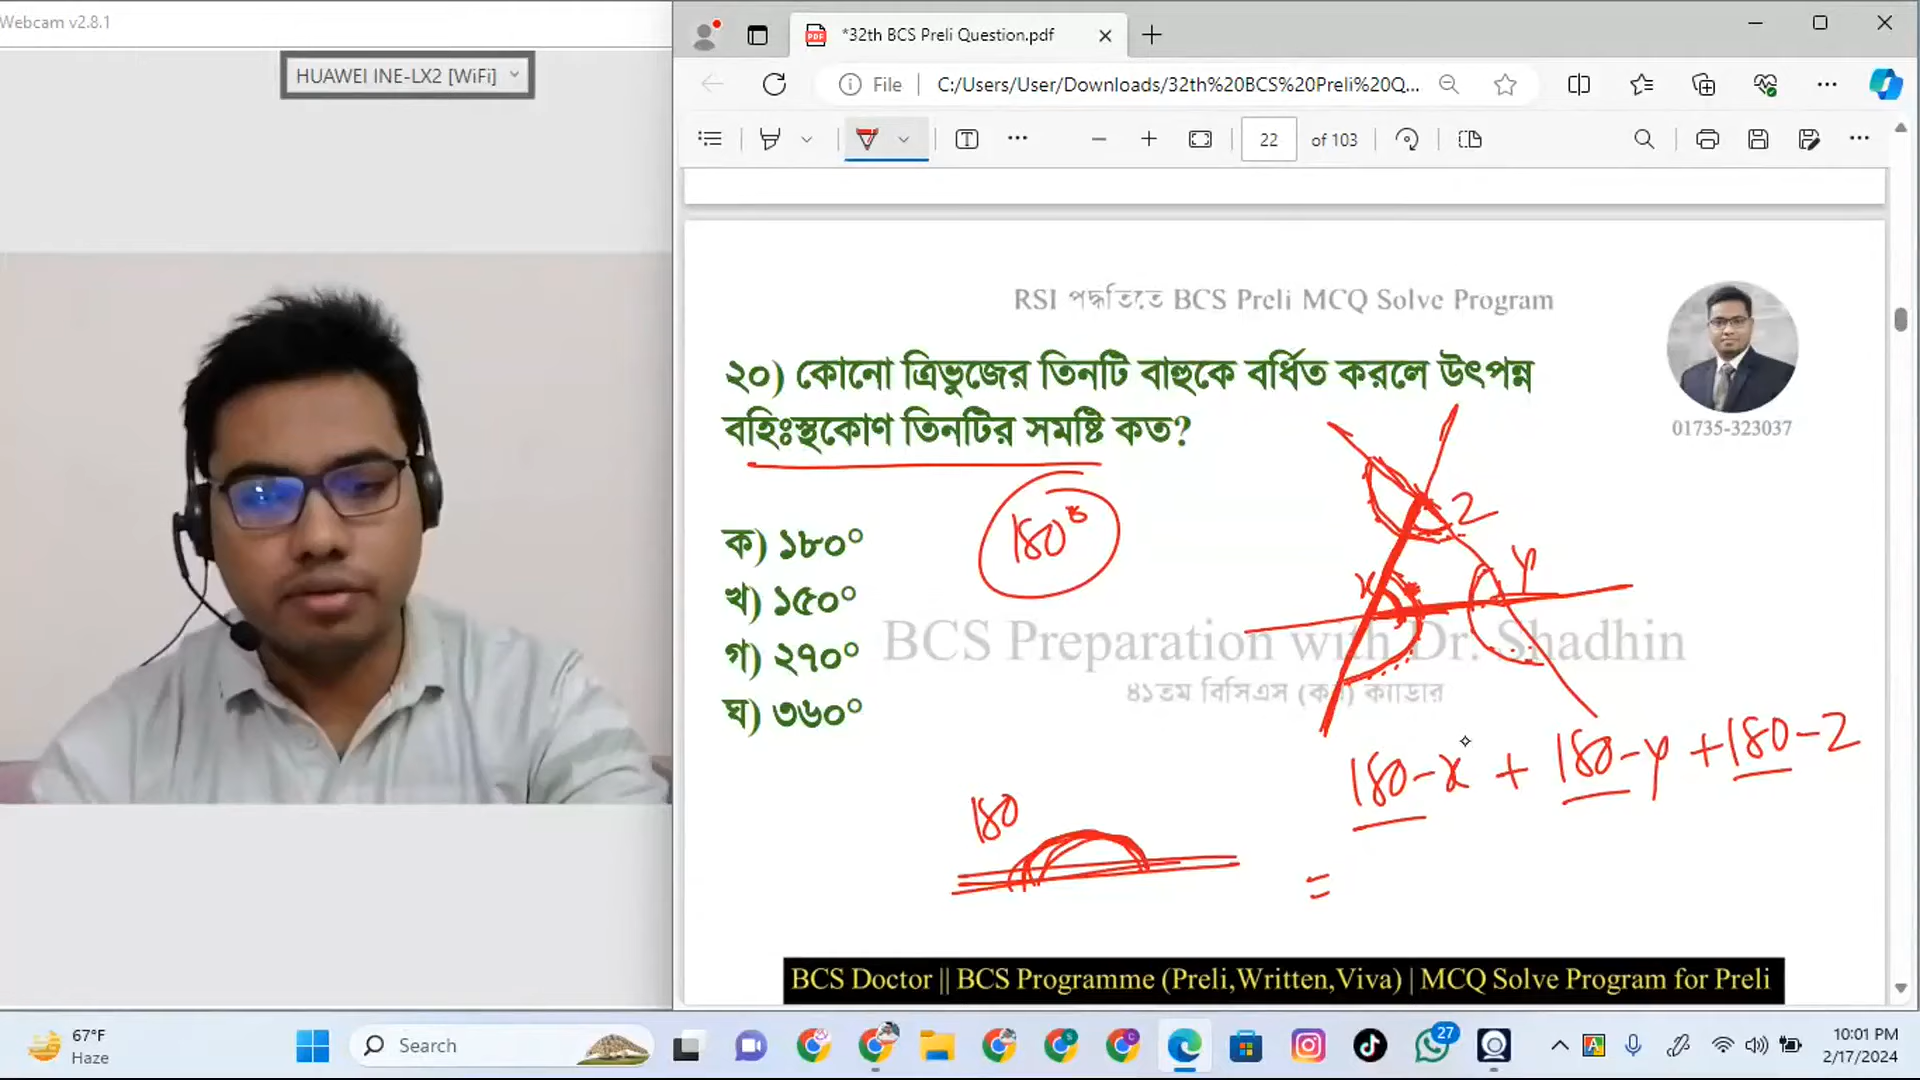 Webcam v2.8.1
HUAWEI INE-LX2 [WiFi]
*32th BCS Preli Question.pdf
File
C:/Users/User/Downloads/32th%20BCS%20Preli%20Q...
22 of 103
RSI পদ্ধতিতে BCS Preli MCQ Solve Program
01735-323037
২০) কোনো ত্রিভুজের তিনটি বাহুকে বর্ধিত করলে উৎপন্ন
বহিঃস্থকোণ তিনটির সমষ্টি কত?
ক) ১৮০°
খ) ১৫০°
গ) ২৭০°
ঘ) ৩৬০°
180°
z
y
x
BCS Preparation with Dr. Shadhin
৪১তম বিসিএস ক্যাডার
180-x + 180-y + 180-z
180
=
BCS Doctor || BCS Programme (Preli,Written,Viva) | MCQ Solve Program for Preli
67°F
Haze
Search
27
10:01 PM
2/17/2024